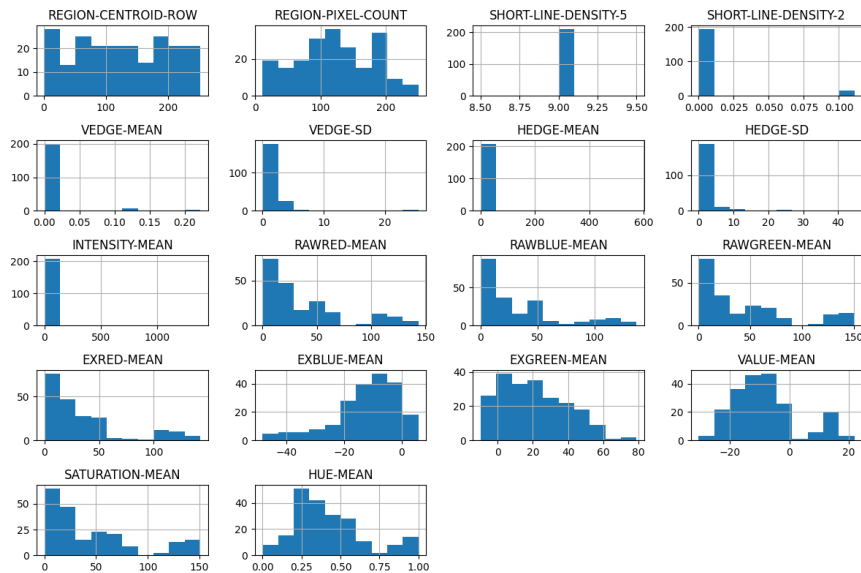 REGION-CENTROID-ROW REGION-PIXEL-COUNT SHORT-LINE-DENSITY-5 SHORT-LINE-DENSITY-2
20
10
0
0 100 200
20
0
0 100 200
200
100
0
8.50 8.75 9.00 9.25 9.50
200
100
0
0.000 0.025 0.050 0.075 0.100
VEDGE-MEAN VEDGE-SD HEDGE-MEAN HEDGE-SD
200
100
0
0.00 0.05 0.10 0.15 0.20
100
0
0 10 20
200
100
0
0 200 400 600
100
0
0 10 20 30 40
INTENSITY-MEAN RAWRED-MEAN RAWBLUE-MEAN RAWGREEN-MEAN
200
100
0
0 500 1000
50
0
0 50 100 150
50
0
0 50 100
50
0
0 50 100 150
EXRED-MEAN EXBLUE-MEAN EXGREEN-MEAN VALUE-MEAN
50
0
0 50 100
40
20
0
−40 −20 0
40
20
0
0 20 40 60 80
40
20
0
−20 0 20
SATURATION-MEAN HUE-MEAN
50
25
0
0 50 100 150
40
20
0
0.00 0.25 0.50 0.75 1.00